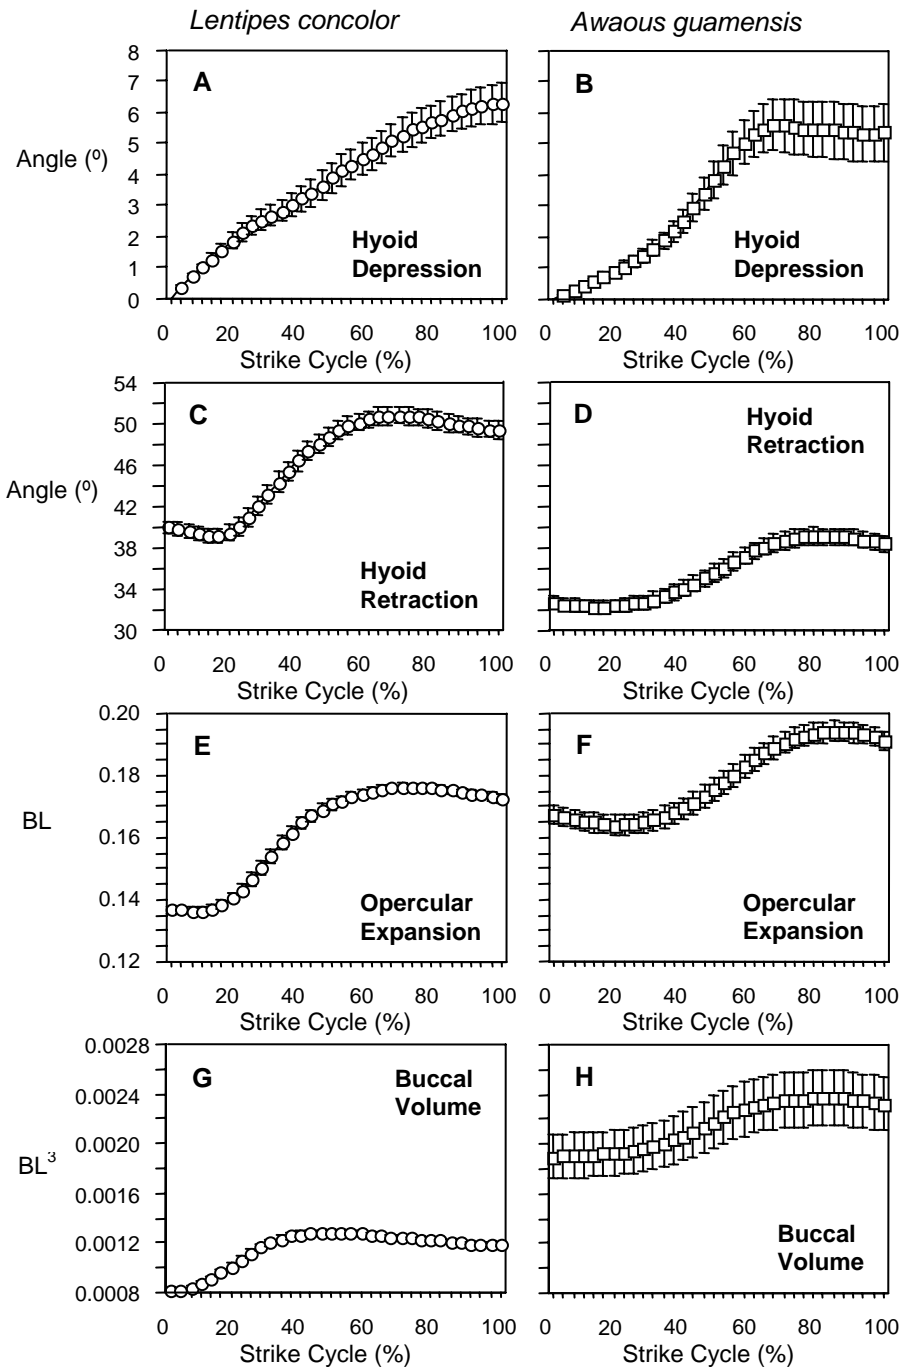 Lentipes concolor
Awaous guamensis
8
7
6
5
4
3
2
1
0
Angle (º)
A
Hyoid
Depression
0 20 40 60 80 100
Strike Cycle (%)
B
Hyoid
Depression
0 20 40 60 80 100
Strike Cycle (%)
54
50
46
42
38
34
30
Angle (º)
C
Hyoid
Retraction
0 20 40 60 80 100
Strike Cycle (%)
D
Hyoid
Retraction
0 20 40 60 80 100
Strike Cycle (%)
0.20
0.18
0.16
0.14
0.12
BL
E
Opercular
Expansion
0 20 40 60 80 100
Strike Cycle (%)
F
Opercular
Expansion
0 20 40 60 80 100
Strike Cycle (%)
0.0028
0.0024
0.0020
0.0016
0.0012
0.0008
BL³
G
Buccal
Volume
0 20 40 60 80 100
Strike Cycle (%)
H
Buccal
Volume
0 20 40 60 80 100
Strike Cycle (%)